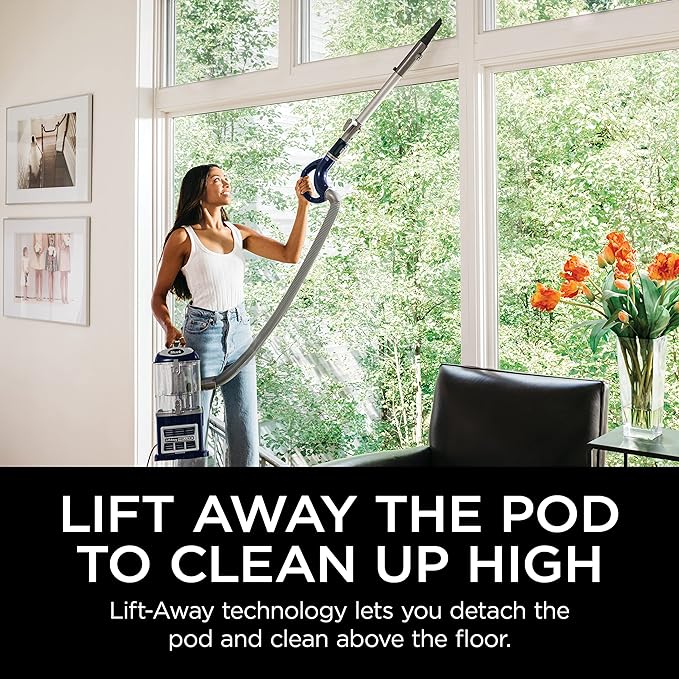 Shark
LIFT AWAY THE POD
TO CLEAN UP HIGH
Lift-Away technology lets you detach the
pod and clean above the floor.